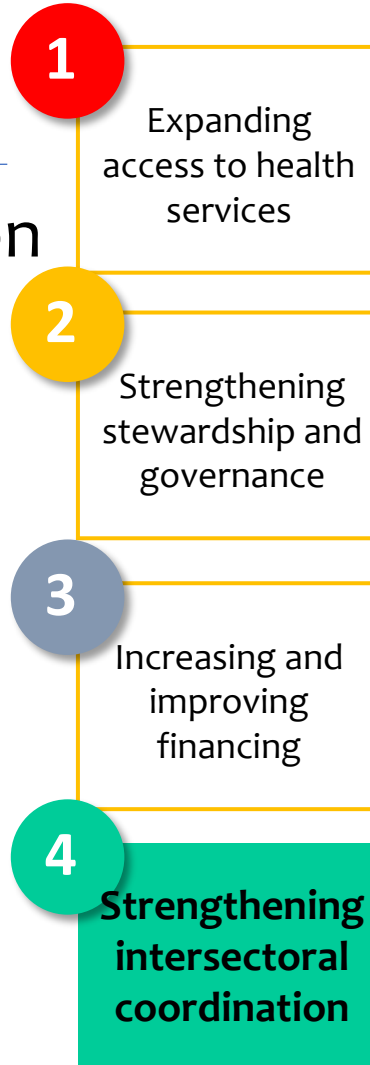 1
Expanding
access to health
services
2
Strengthening
stewardship and
governance
3
Increasing and
improving
financing
4
Strengthening
intersectoral
coordination